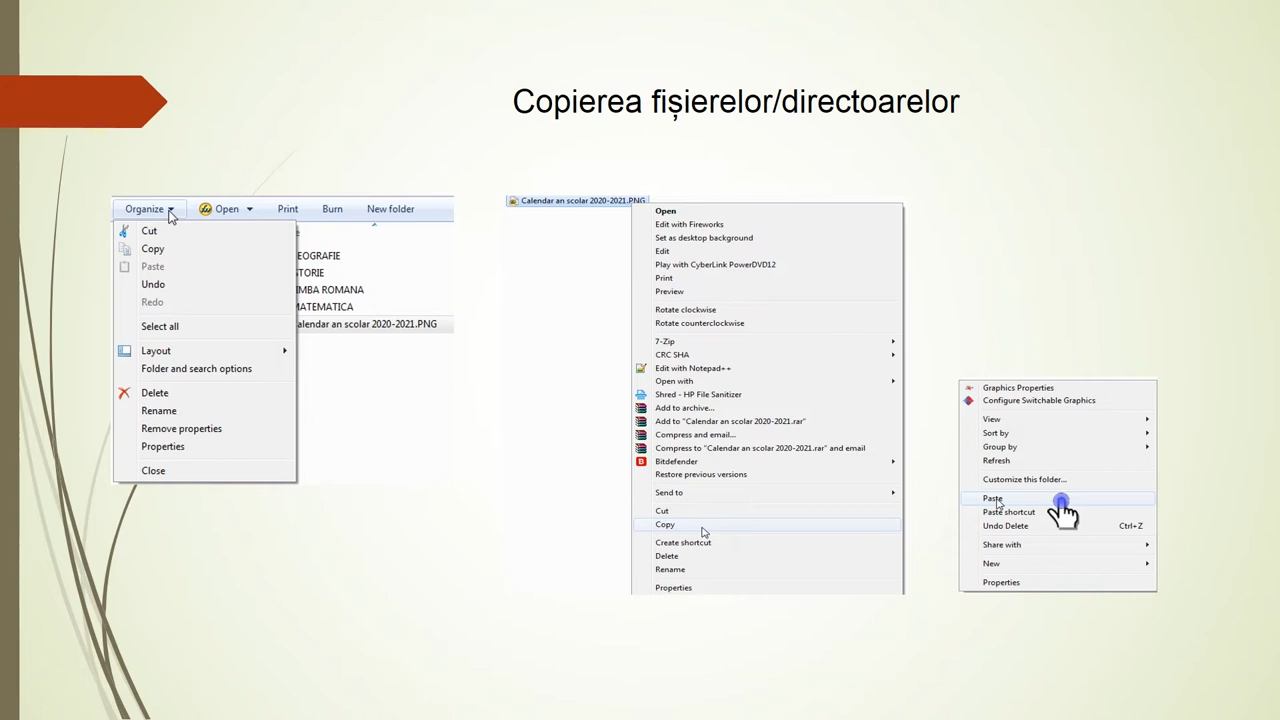 Copierea fișierelor/directoarelor
Organize
Open
Print
Burn
New folder
Cut
Copy
Paste
Undo
Redo
Select all
Layout
Folder and search options
Delete
Rename
Remove properties
Properties
Close
EOGRAFIE
STORIE
IMBA ROMANA
MATEMATICA
alendar an scolar 2020-2021.PNG
Calendar an scolar 2020-2021.PNG
Open
Edit with Fireworks
Set as desktop background
Edit
Play with CyberLink PowerDVD12
Print
Preview
Rotate clockwise
Rotate counterclockwise
7-Zip
CRC SHA
Edit with Notepad++
Open with
Shred - HP File Sanitizer
Add to archive...
Add to "Calendar an scolar 2020-2021.rar"
Compress and email...
Compress to "Calendar an scolar 2020-2021.rar" and email
Bitdefender
Restore previous versions
Send to
Cut
Copy
Create shortcut
Delete
Rename
Properties
Graphics Properties
Configure Switchable Graphics
View
Sort by
Group by
Refresh
Customize this folder...
Paste
Paste shortcut
Undo Delete Ctrl+Z
Share with
New
Properties